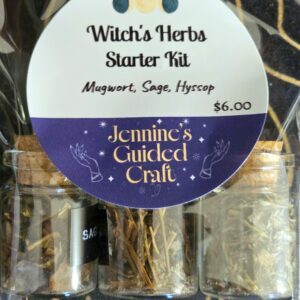 Witch's Herbs
Starter Kit
Mugwort, Sage, Hyssop
$6.00
Jennine's
Guided
Craft